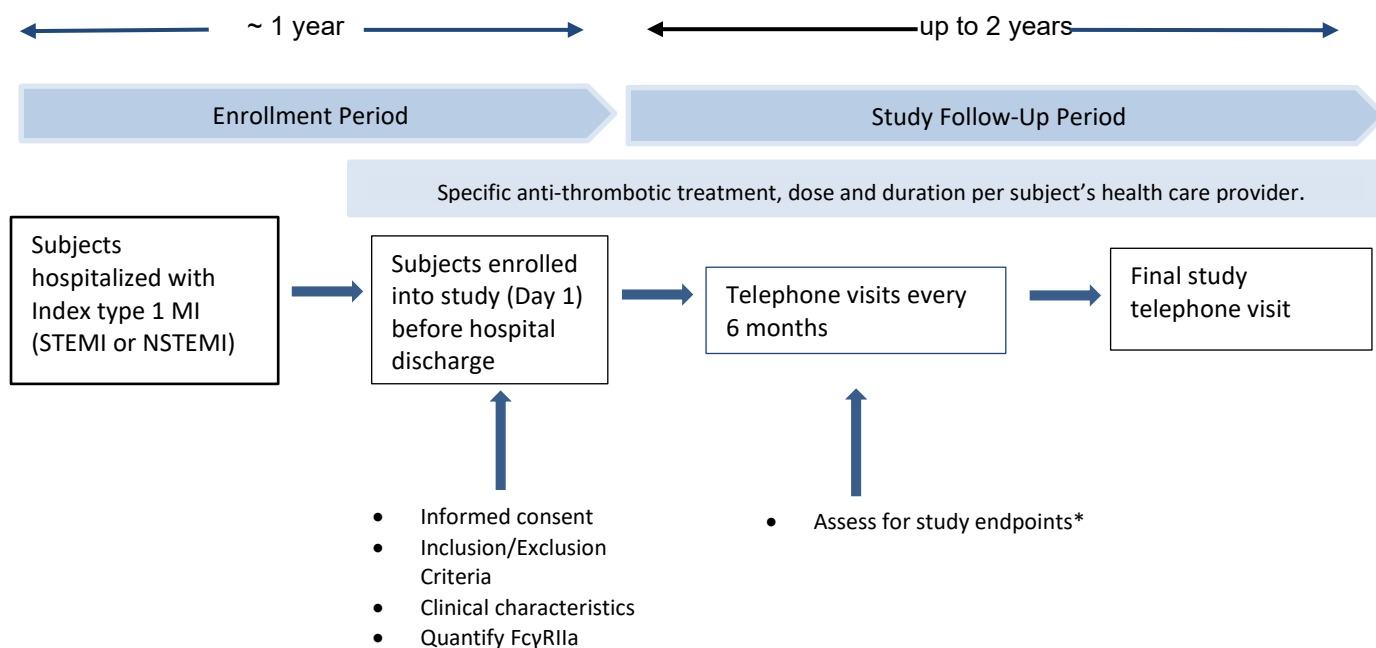 ~ 1 year
up to 2 years
Enrollment Period
Study Follow-Up Period
Specific anti-thrombotic treatment, dose and duration per subject’s health care provider.
Subjects
hospitalized with
Index type 1 MI
(STEMI or NSTEMI)
Subjects enrolled
into study (Day 1)
before hospital
discharge
Telephone visits every
6 months
Final study
telephone visit
• Informed consent
• Inclusion/Exclusion
Criteria
• Clinical characteristics
• Quantify FcγRIIa
• Assess for study endpoints*